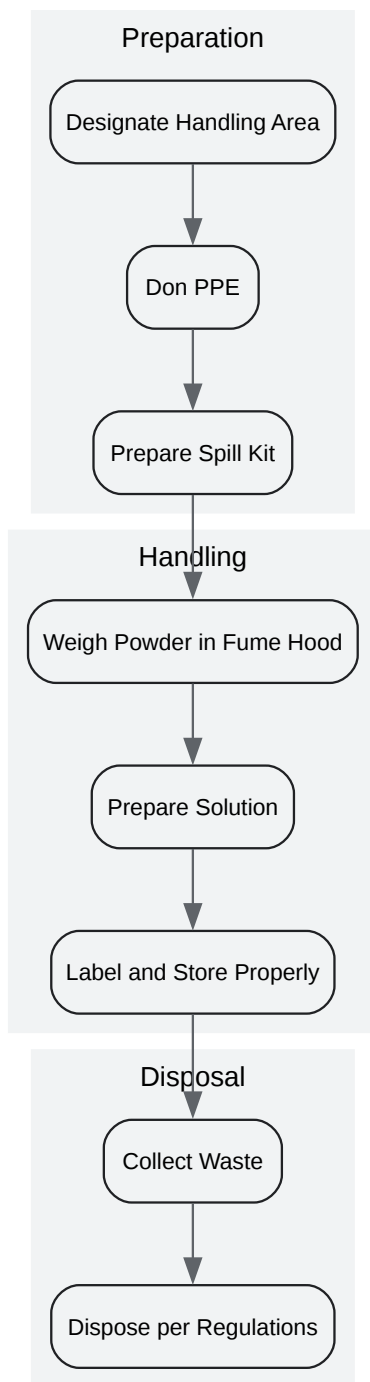 Preparation
Designate Handling Area
Don PPE
Prepare Spill Kit
Handling
Weigh Powder in Fume Hood
Prepare Solution
Label and Store Properly
Disposal
Collect Waste
Dispose per Regulations